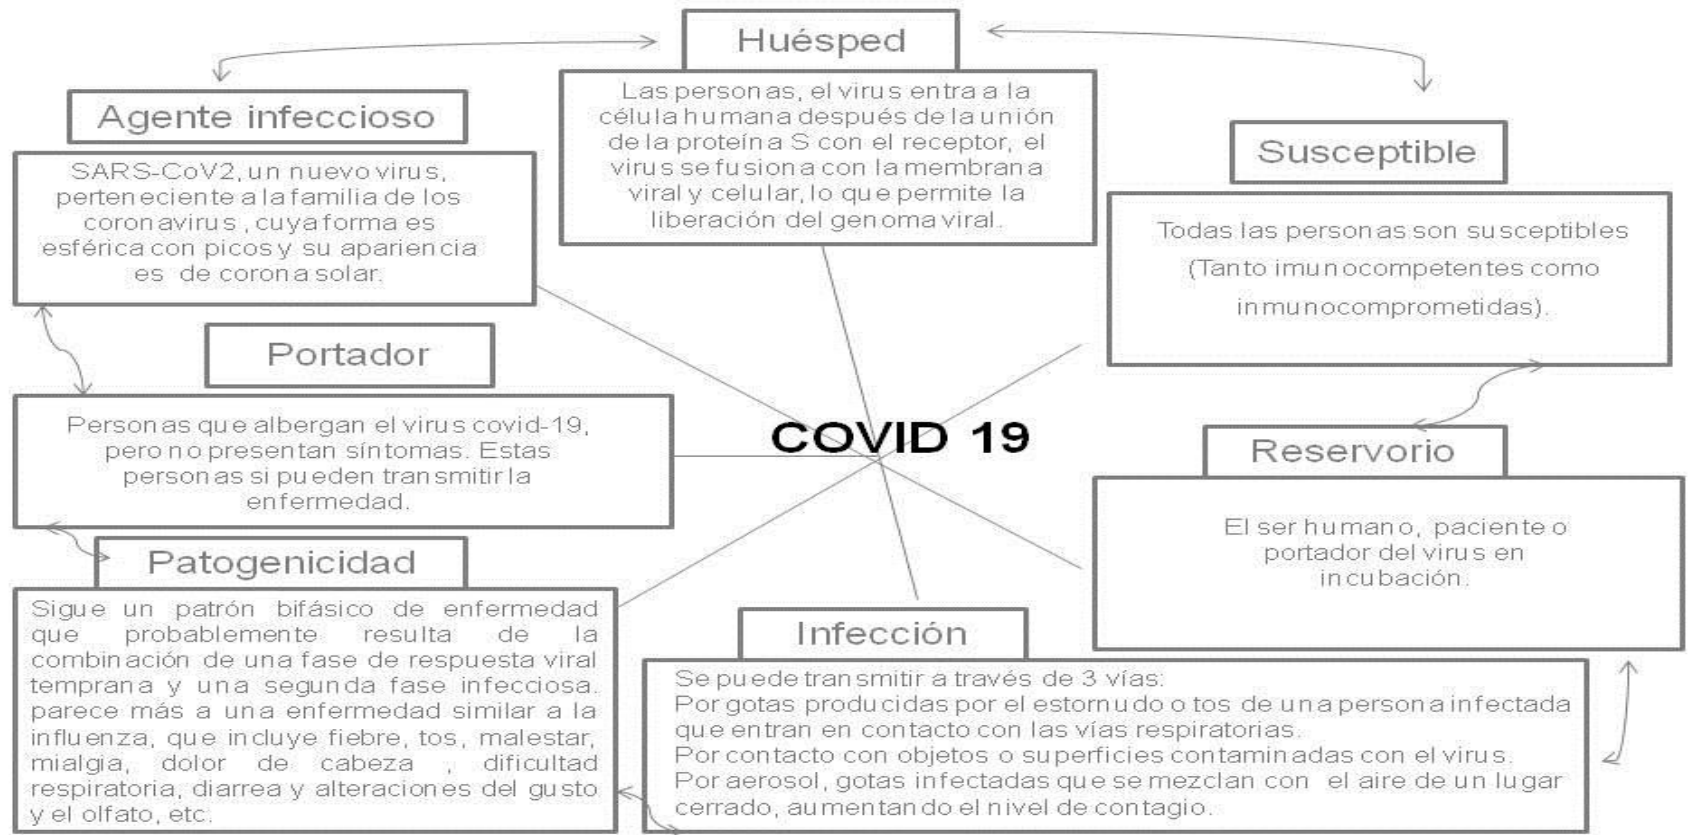 Huésped
Las personas, el virus entra a la
célula humana después de la unión
de la proteína S con el receptor, el
virus se fusiona con la membrana
viral y celular, lo que permite la
liberación del genoma viral.
Agente infeccioso
SARS-CoV2, un nuevo virus,
perteneciente a la familia de los
coronavirus , cuya forma es
esférica con picos y su apariencia
es de corona solar.
Susceptible
Todas las personas son susceptibles
(Tanto imunocompetentes como
inmunocomprometidas).
Portador
Personas que albergan el virus covid-19,
pero no presentan síntomas. Estas
personas si pueden transmitir la
enfermedad.
COVID 19
Reservorio
El ser humano, paciente o
portador del virus en
incubación.
Patogenicidad
Sigue un patrón bifásico de enfermedad
que probablemente resulta de la
combinación de una fase de respuesta viral
temprana y una segunda fase infecciosa.
parece más a una enfermedad similar a la
influenza, que incluye fiebre, tos, malestar,
mialgia, dolor de cabeza , dificultad
respiratoria, diarrea y alteraciones del gusto
y el olfato, etc.
Infección
Se puede transmitir a través de 3 vías:
Por gotas producidas por el estornudo o tos de una persona infectada
que entran en contacto con las vías respiratorias.
Por contacto con objetos o superficies contaminadas con el virus.
Por aerosol, gotas infectadas que se mezclan con el aire de un lugar
cerrado, aumentando el nivel de contagio.